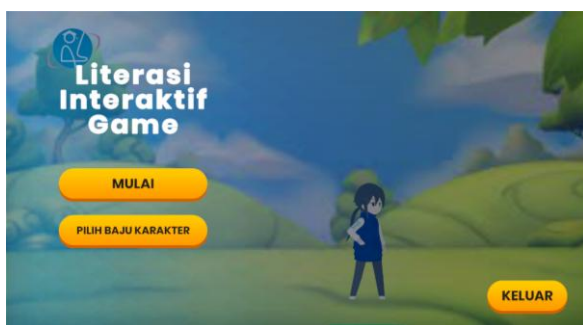 Literasi
Interaktif
Game
MULAI
PILIH BAJU KARAKTER
KELUAR